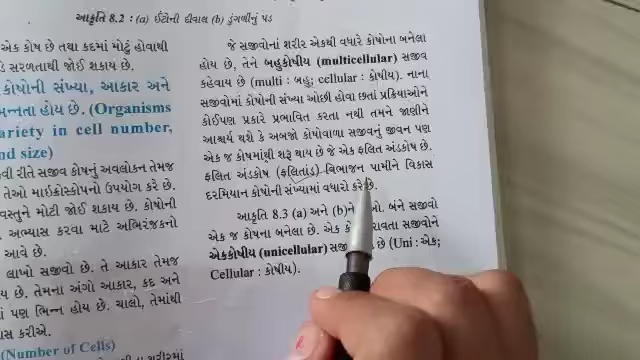 આકૃતિ 8.2 : (a) ઈંટોની દીવાલ (b) ડુંગળીનું પડ
એક કોષ છે તથા કદમાં મોટું હોવાથી
સરળતાથી જોઈ શકાય છે.
કોષોની સંખ્યા, આકાર અને
ભન્નતા હોય છે. (Organisms
ariety in cell number,
nd size)
વી રીતે સજીવ કોષનું અવલોકન તેમજ
તેઓ માઇક્રોસ્કોપનો ઉપયોગ કરે છે.
વસ્તુને મોટી જોઈ શકાય છે. કોષોની
અભ્યાસ કરવા માટે અભિરંજકનો
આવે છે.
લાખો સજીવો છે. તે આકાર તેમજ
ય છે. તેમના અંગો આકાર, કદ અને
પણ ભિન્ન હોય છે. ચાલો, તેમાંથી
ાસ કરીએ.
(Number of Cells)
જે સજીવોનાં શરીર એકથી વધારે કોષોના બનેલા
હોય છે, તેને બહુકોષીય (multicellular) સજીવ
કહેવાય છે (multi : બહુ; cellular : કોષીય). નાના
સજીવોમાં કોષોની સંખ્યા ઓછી હોવા છતાં પ્રક્રિયાઓને
કોઈપણ પ્રકારે પ્રભાવિત કરતા નથી તમને જાણીને
આશ્ચર્ય થશે કે અબજો કોષોવાળા સજીવનું જીવન પણ
એક જ કોષમાંથી શરૂ થાય છે જે એક ફલિત અંડકોષ છે.
ફલિત અંડકોષ (ફલિતાંડ) વિભાજન પામીને વિકાસ
દરમિયાન કોષોની સંખ્યામાં વધારો કરે છે.
આકૃતિ 8.3 (a) અને (b)ને ઓ. બંને સજીવો
એક જ કોષના બનેલા છે. એક કો રાવતા સજીવોને
એકકોષીય (unicellular) સજી છે (Uni : એક;
Cellular : કોષીય).